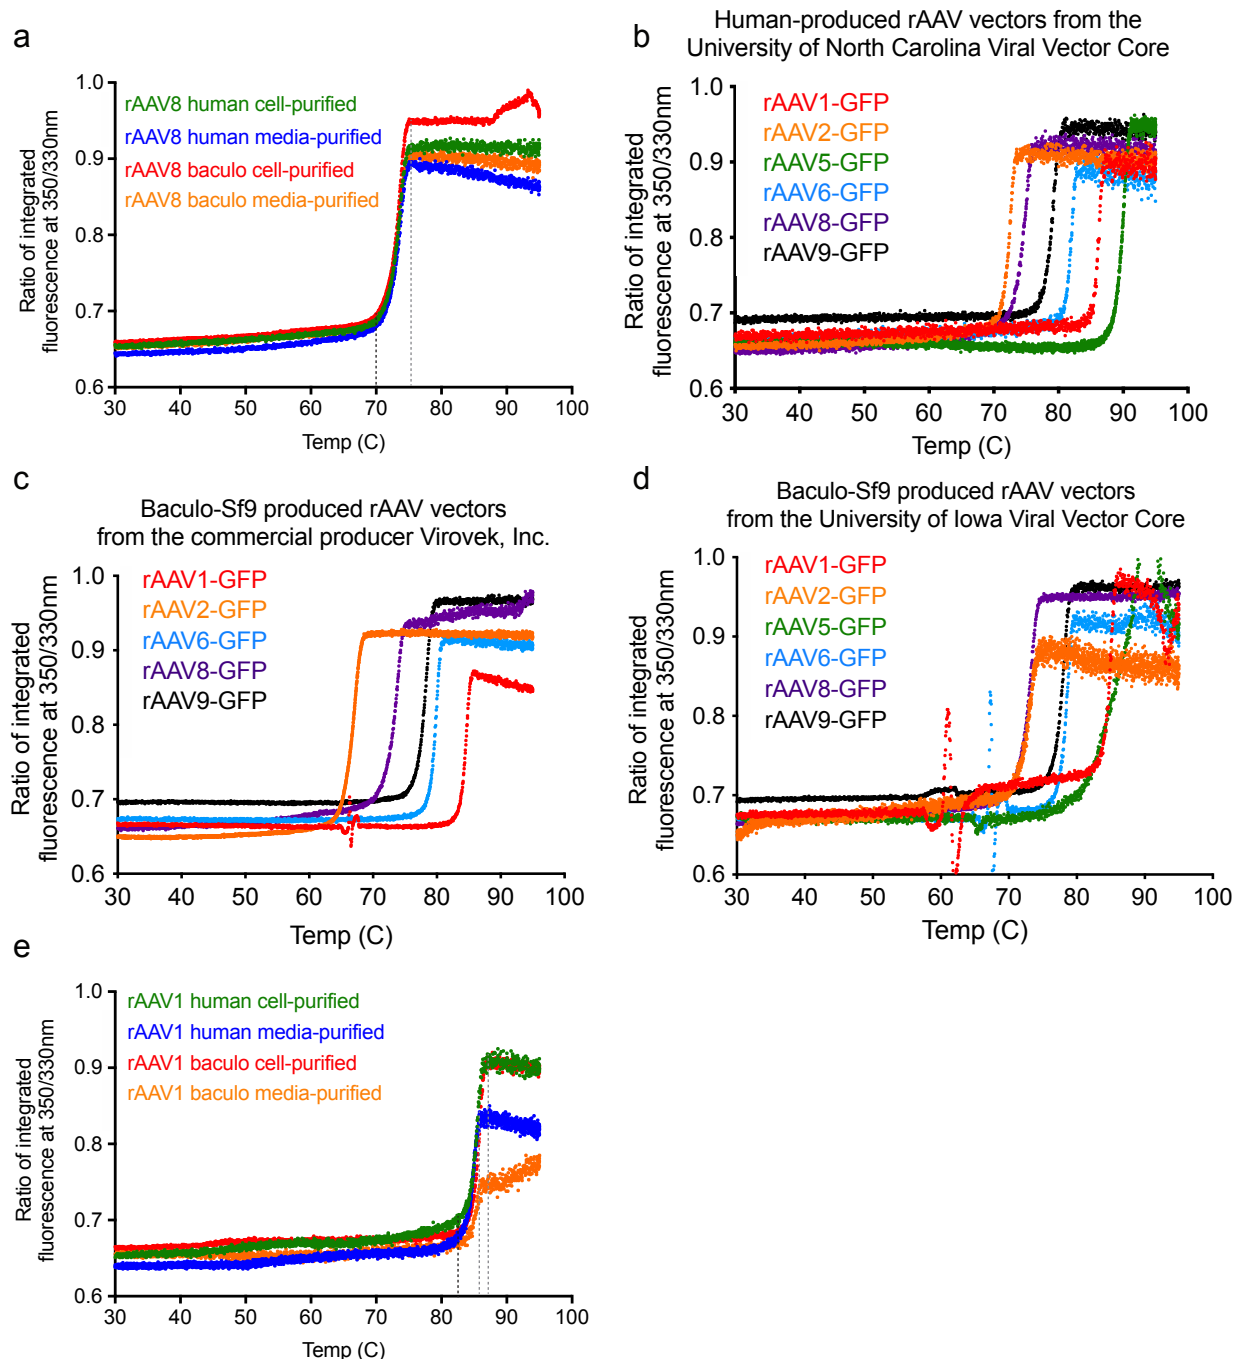 a
rAAV8 human cell-purified
rAAV8 human media-purified
rAAV8 baculo cell-purified
rAAV8 baculo media-purified
Ratio of integrated
fluorescence at 350/330nm
1.0
0.9
0.8
0.7
0.6
30 40 50 60 70 80 90 100
Temp (C)
b
Human-produced rAAV vectors from the
University of North Carolina Viral Vector Core
rAAV1-GFP
rAAV2-GFP
rAAV5-GFP
rAAV6-GFP
rAAV8-GFP
rAAV9-GFP
Ratio of integrated
fluorescence at 350/330nm
1.0
0.9
0.8
0.7
0.6
30 40 50 60 70 80 90 100
Temp (C)
c
Baculo-Sf9 produced rAAV vectors
from the commercial producer Virovek, Inc.
rAAV1-GFP
rAAV2-GFP
rAAV6-GFP
rAAV8-GFP
rAAV9-GFP
Ratio of integrated
fluorescence at 350/330nm
1.0
0.9
0.8
0.7
0.6
30 40 50 60 70 80 90 100
Temp (C)
d
Baculo-Sf9 produced rAAV vectors
from the University of Iowa Viral Vector Core
rAAV1-GFP
rAAV2-GFP
rAAV5-GFP
rAAV6-GFP
rAAV8-GFP
rAAV9-GFP
Ratio of integrated
fluorescence at 350/330nm
1.0
0.9
0.8
0.7
0.6
30 40 50 60 70 80 90 100
Temp (C)
e
rAAV1 human cell-purified
rAAV1 human media-purified
rAAV1 baculo cell-purified
rAAV1 baculo media-purified
Ratio of integrated
fluorescence at 350/330nm
1.0
0.9
0.8
0.7
0.6
30 40 50 60 70 80 90 100
Temp (C)